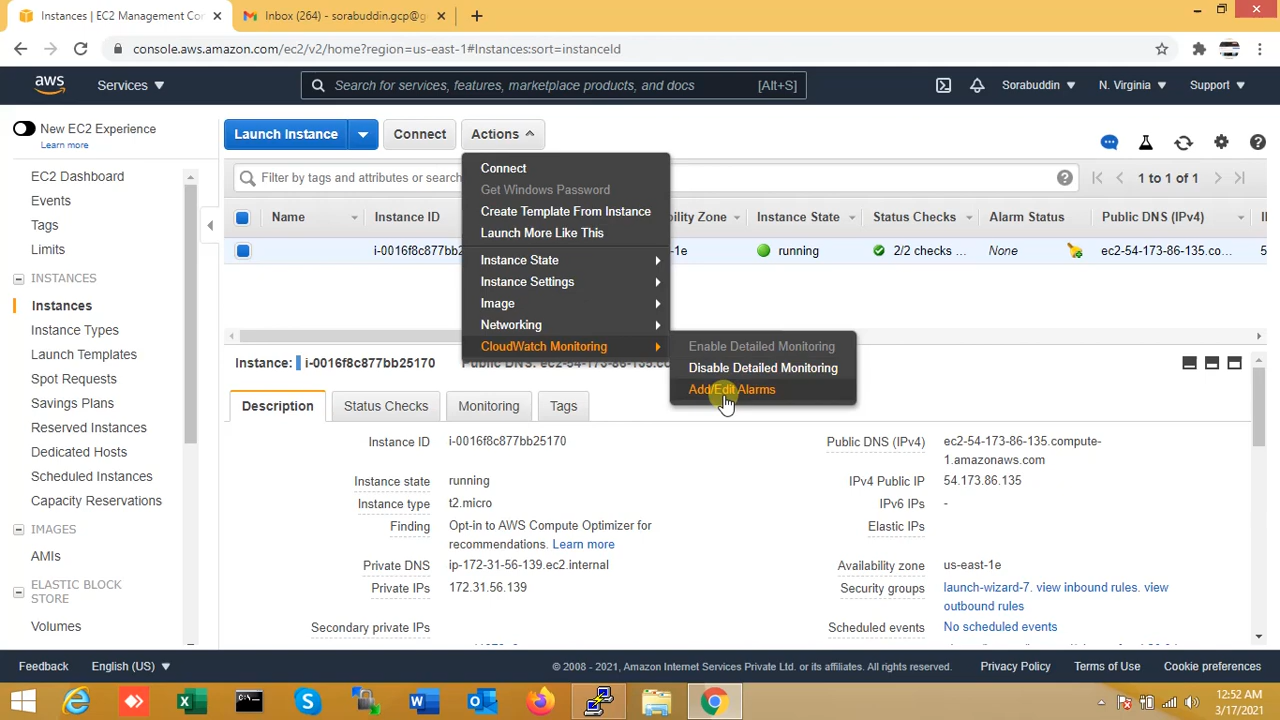 Instances | EC2 Management Con
Inbox (264) - sorabuddin.gcp@g
console.aws.amazon.com/ec2/v2/home?region=us-east-1#Instances:sort=instanceId
aws
Services
Search for services, features, marketplace products, and docs
[Alt+S]
Sorabuddin
N. Virginia
Support
New EC2 Experience
Learn more
EC2 Dashboard
Events
Tags
Limits
INSTANCES
Instances
Instance Types
Launch Templates
Spot Requests
Savings Plans
Reserved Instances
Dedicated Hosts
Scheduled Instances
Capacity Reservations
IMAGES
AMIs
ELASTIC BLOCK
STORE
Volumes
Launch Instance
Connect
Actions
Filter by tags and attributes or search
1 to 1 of 1
Name
Instance ID
bility Zone
Instance State
Status Checks
Alarm Status
Public DNS (IPv4)
i-0016f8c877bb2
-1e
running
2/2 checks ...
None
ec2-54-173-86-135.co...
Connect
Get Windows Password
Create Template From Instance
Launch More Like This
Instance State
Instance Settings
Image
Networking
CloudWatch Monitoring
Enable Detailed Monitoring
Disable Detailed Monitoring
Add/Edit Alarms
Instance: i-0016f8c877bb25170
Public DNS: ec2-54-173-86-135.comp
Description
Status Checks
Monitoring
Tags
Instance ID i-0016f8c877bb25170
Instance state running
Instance type t2.micro
Finding Opt-in to AWS Compute Optimizer for
recommendations. Learn more
Private DNS ip-172-31-56-139.ec2.internal
Private IPs 172.31.56.139
Secondary private IPs
Public DNS (IPv4) ec2-54-173-86-135.compute-
1.amazonaws.com
IPv4 Public IP 54.173.86.135
IPv6 IPs -
Elastic IPs
Availability zone us-east-1e
Security groups launch-wizard-7. view inbound rules. view
outbound rules
Scheduled events No scheduled events
Feedback
English (US)
© 2008 - 2021, Amazon Internet Services Private Ltd. or its affiliates. All rights reserved.
Privacy Policy
Terms of Use
Cookie preferences
12:52 AM
3/17/2021